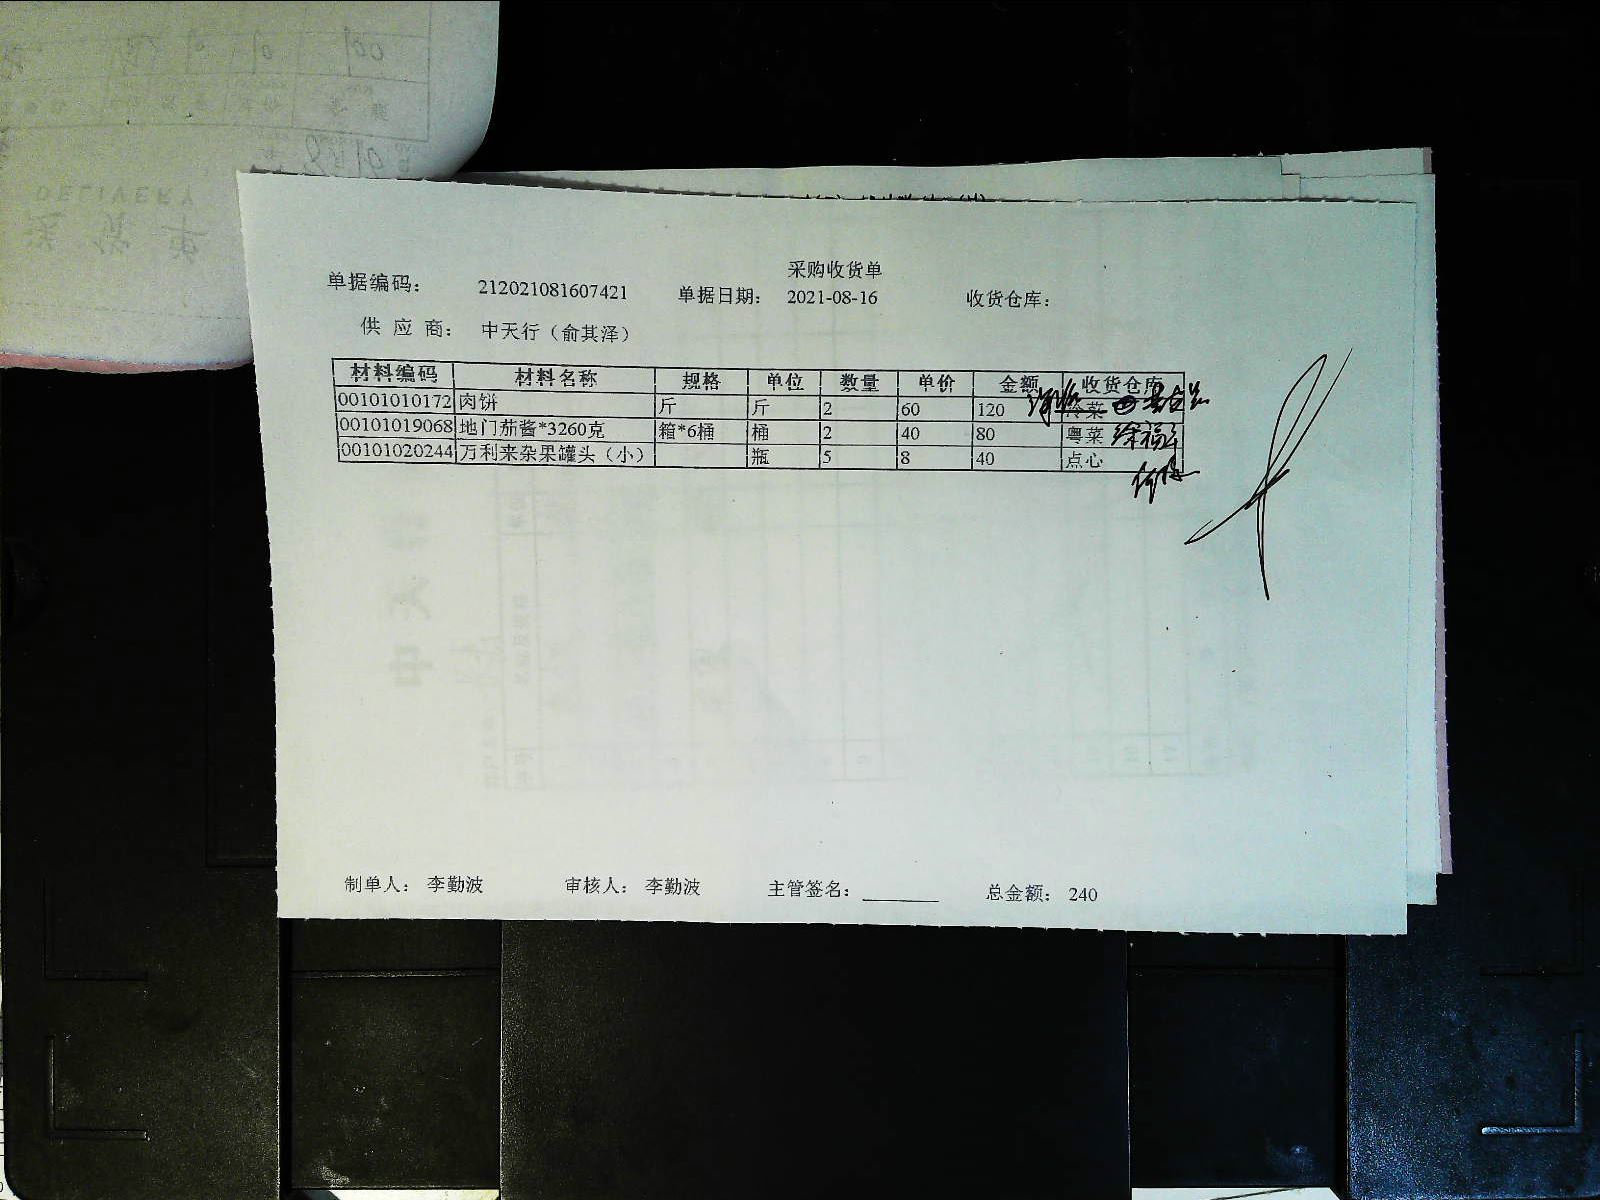 采购收货单
单据编码： 212021081607421 单据日期： 2021-08-16 收货仓库：
供 应 商： 中天行（俞其泽）
材料编码 材料名称 规格 单位 数量 单价 金额 收货仓库
00101010172 肉饼 斤 斤 2 60 120 冷菜
00101019068 地门茄酱*3260克 箱*6桶 桶 2 40 80 粤菜
00101020244 万利来杂果罐头（小） 瓶 5 8 40 点心
制单人： 李勤波 审核人： 李勤波 主管签名： 总金额： 240
DELIVERY